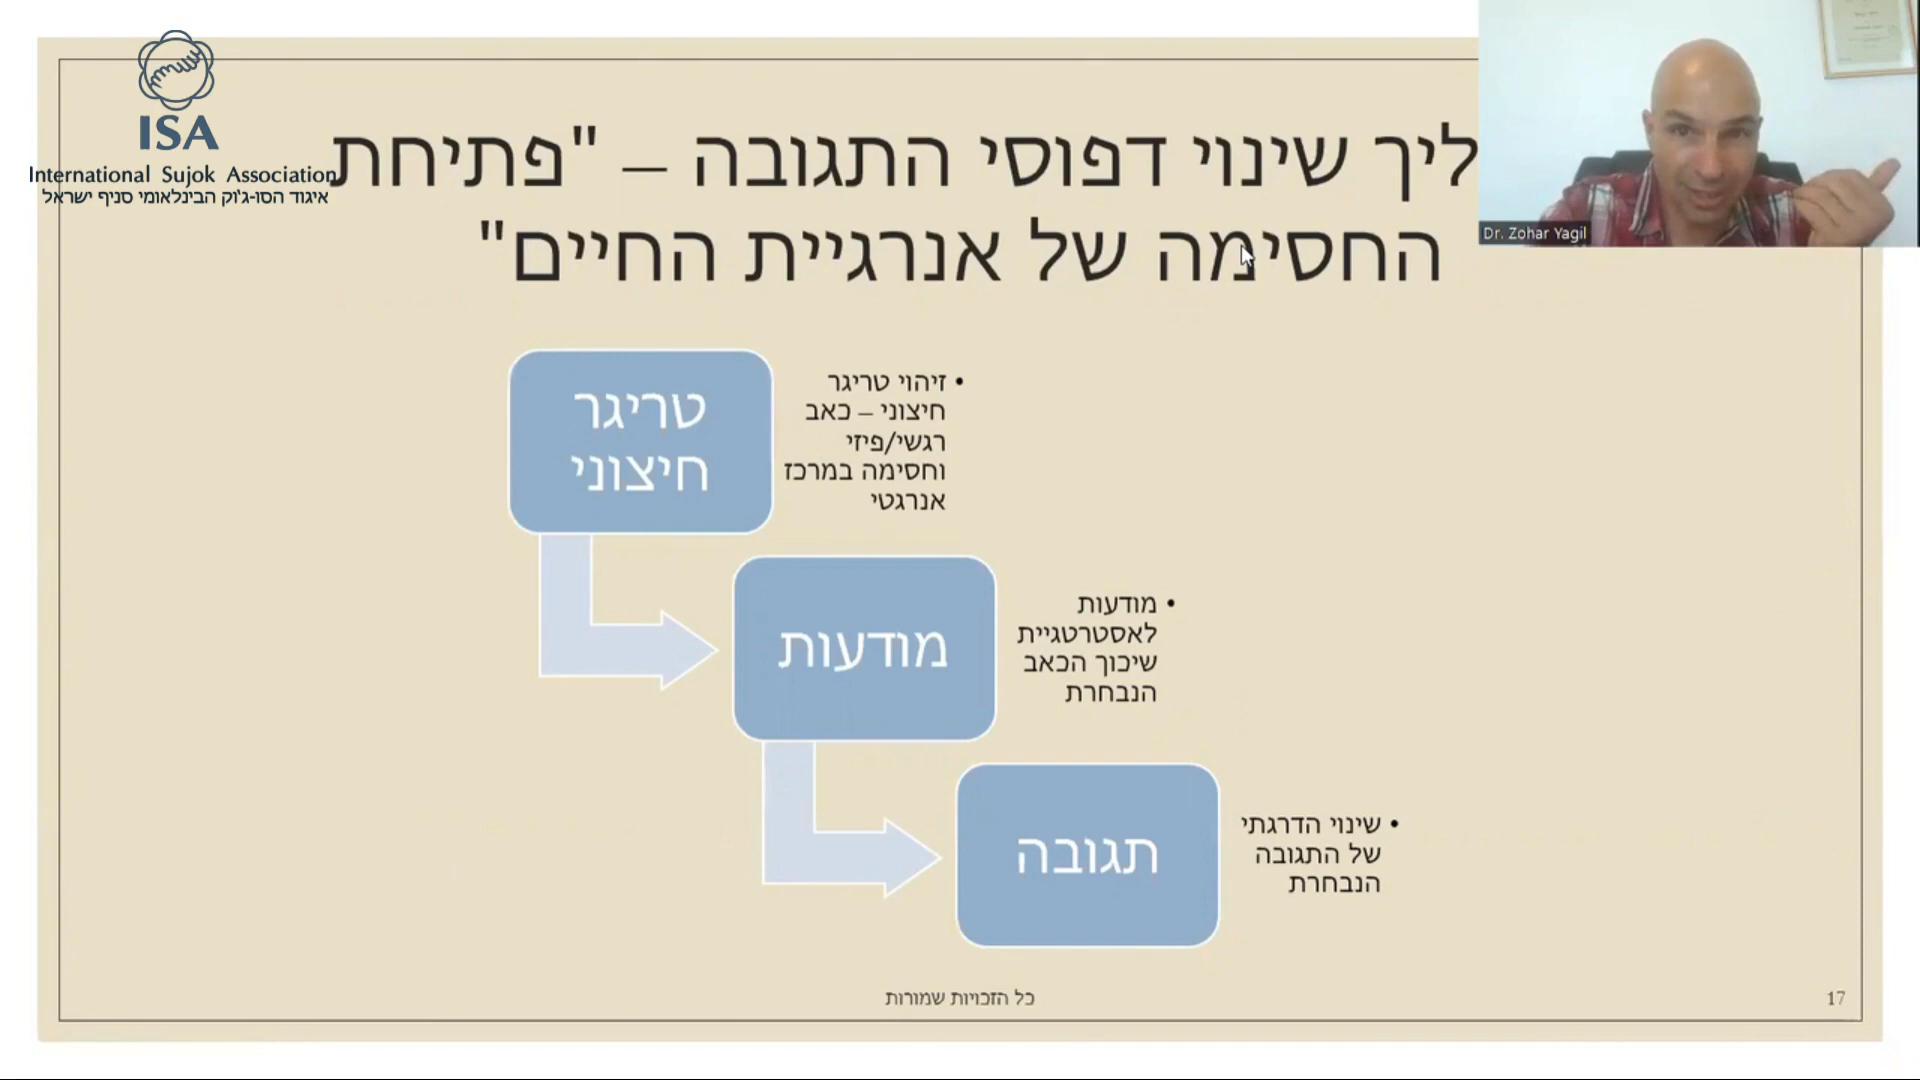 ISA
International Sujok Association
איגוד הסו-ג'וק הבינלאומי סניף ישראל
שינוי דפוסי התגובה – "פתיחת
החסימה של אנרגיית החיים"
Dr. Zohar Yagil
טריגר
חיצוני
• זיהוי טריגר
חיצוני – כאב
רגשי/פיזי
וחסימה במרכז
אנרגטי
מודעות
• מודעות
לאסטרטגיית
שיכוך הכאב
הנבחרת
תגובה
• שינוי הדרגתי
של התגובה
הנבחרת
כל הזכויות שמורות
17